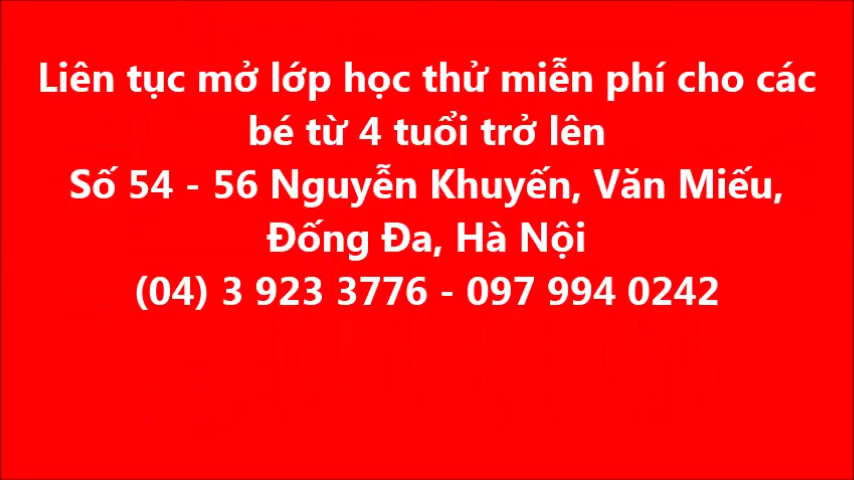 Liên tục mở lớp học thử miễn phí cho các
bé từ 4 tuổi trở lên
Số 54 - 56 Nguyễn Khuyến, Văn Miếu,
Đống Đa, Hà Nội
(04) 3 923 3776 - 097 994 0242